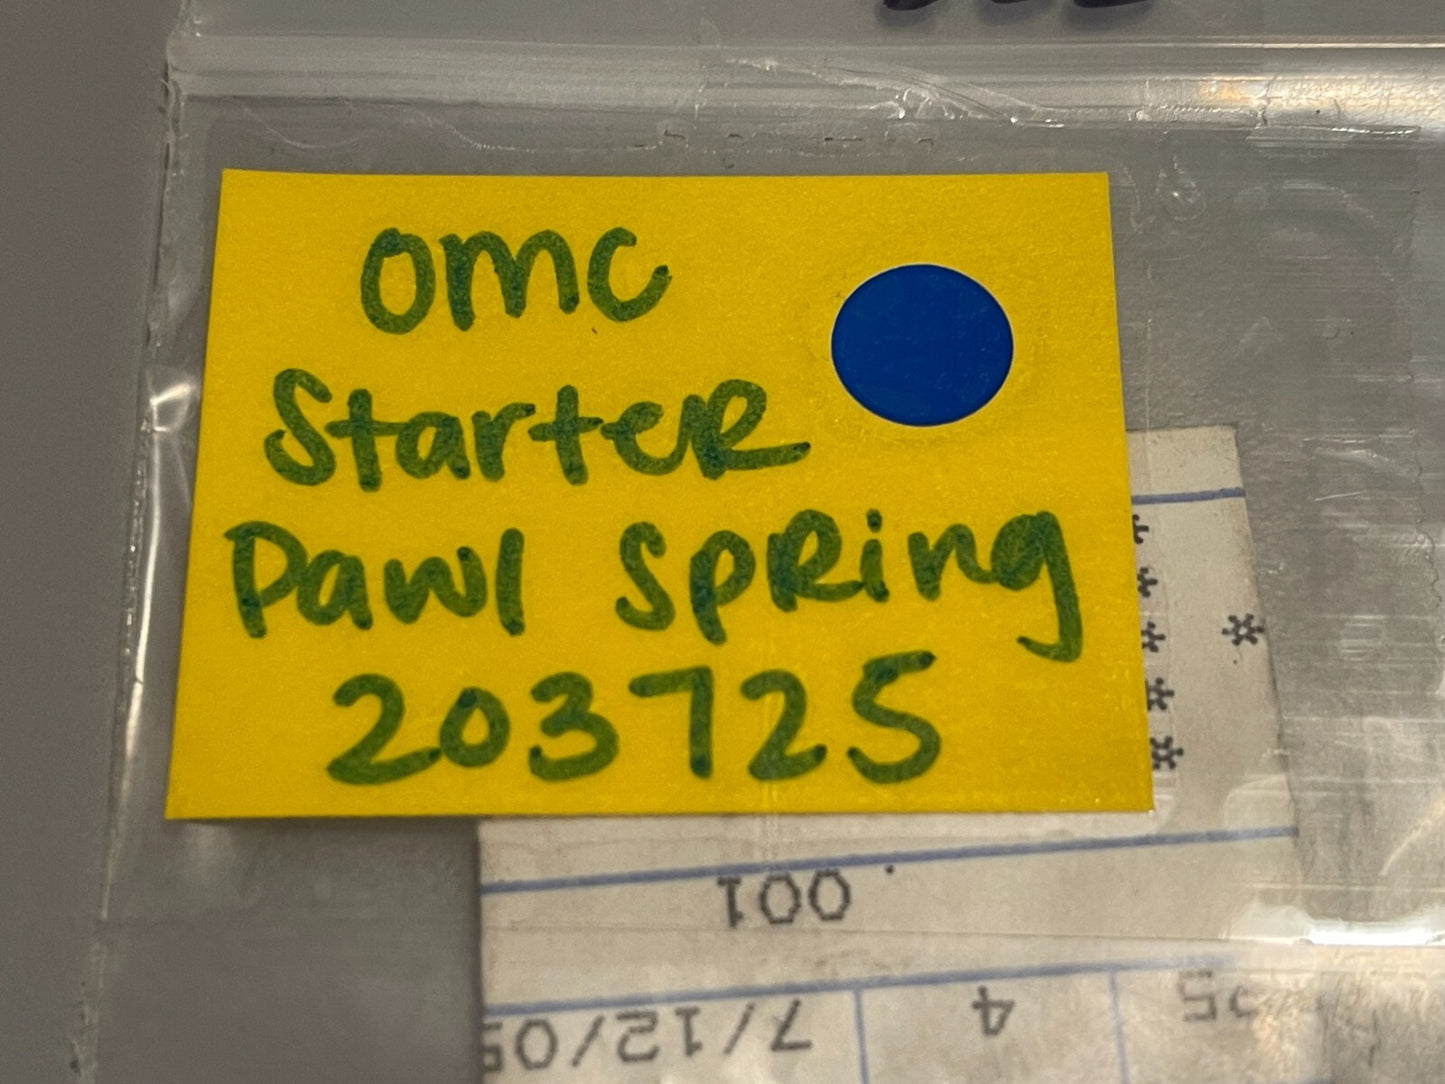 OMC
Starter
Pawl Spring
203725
001
7/12/05
4